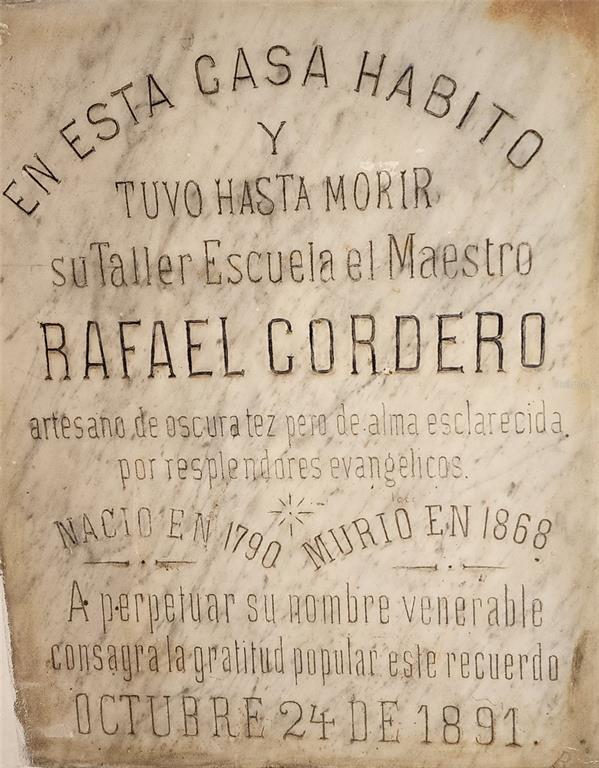 EN ESTA CASA HABITO
Y
TUVO HASTA MORIR
su Taller Escuela el Maestro
RAFAEL CORDERO
artesano de oscura tez pero de alma esclarecida,
por resplendores evangélicos.
NACIO EN 1790 MURIÓ EN 1868
A perpetuar su nombre venerable
consagra la gratitud popular este recuerdo
OCTUBRE 24 DE 1891.